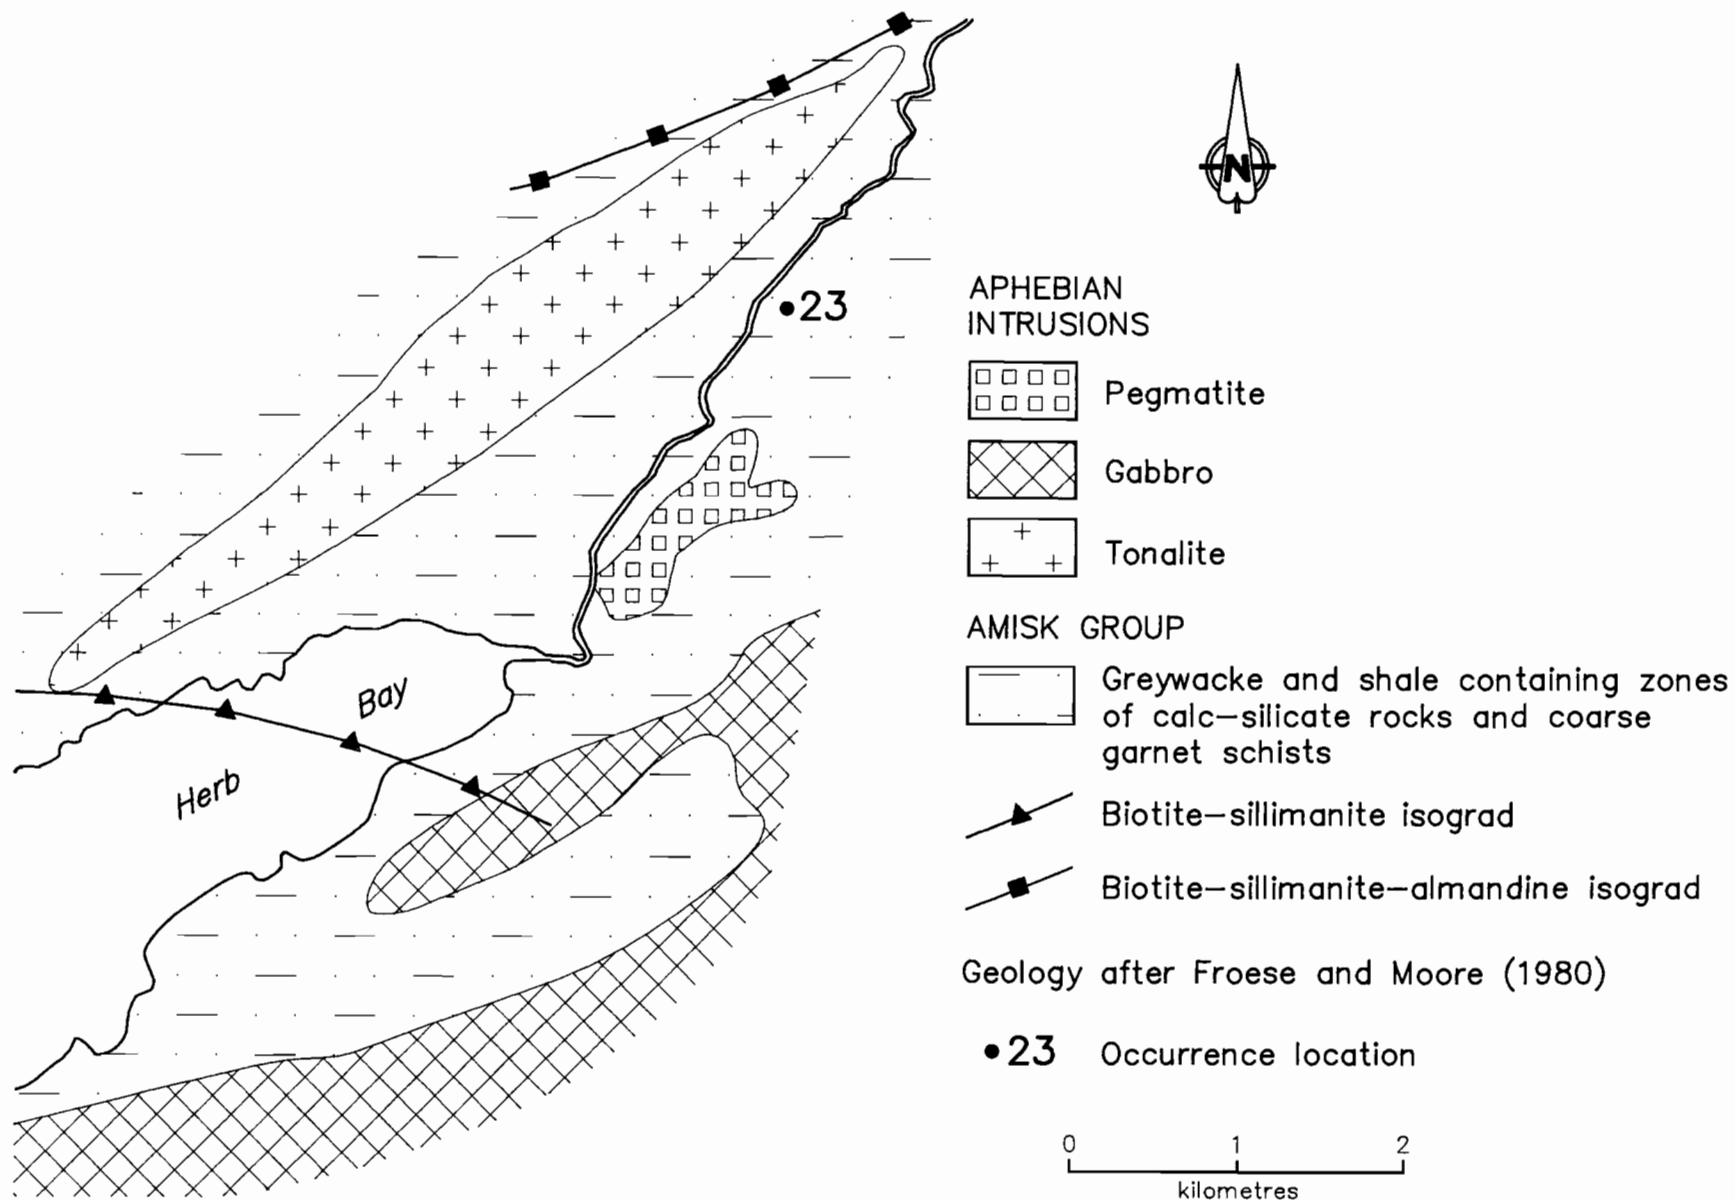 N
23
Bay
Herb
APHEBIAN
INTRUSIONS
Pegmatite
Gabbro
Tonalite
AMISK GROUP
Greywacke and shale containing zones
of calc-silicate rocks and coarse
garnet schists
Biotite-sillimanite isograd
Biotite-sillimanite-almandine isograd
Geology after Froese and Moore (1980)
23 Occurrence location
0 1 2
kilometres